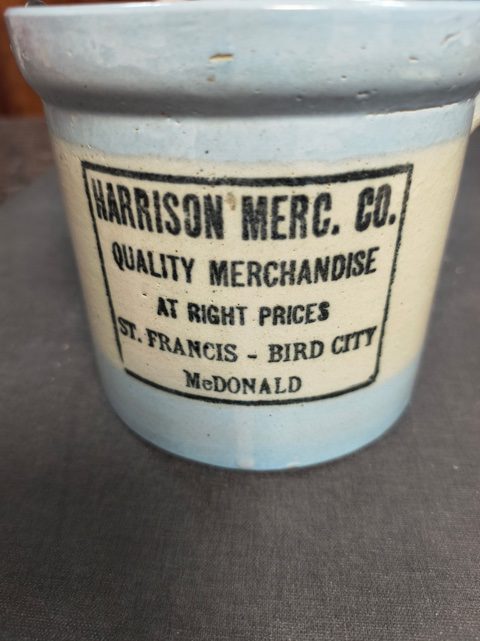 HARRISON MERC. CO.
QUALITY MERCHANDISE
AT RIGHT PRICES
ST. FRANCIS - BIRD CITY
McDONALD